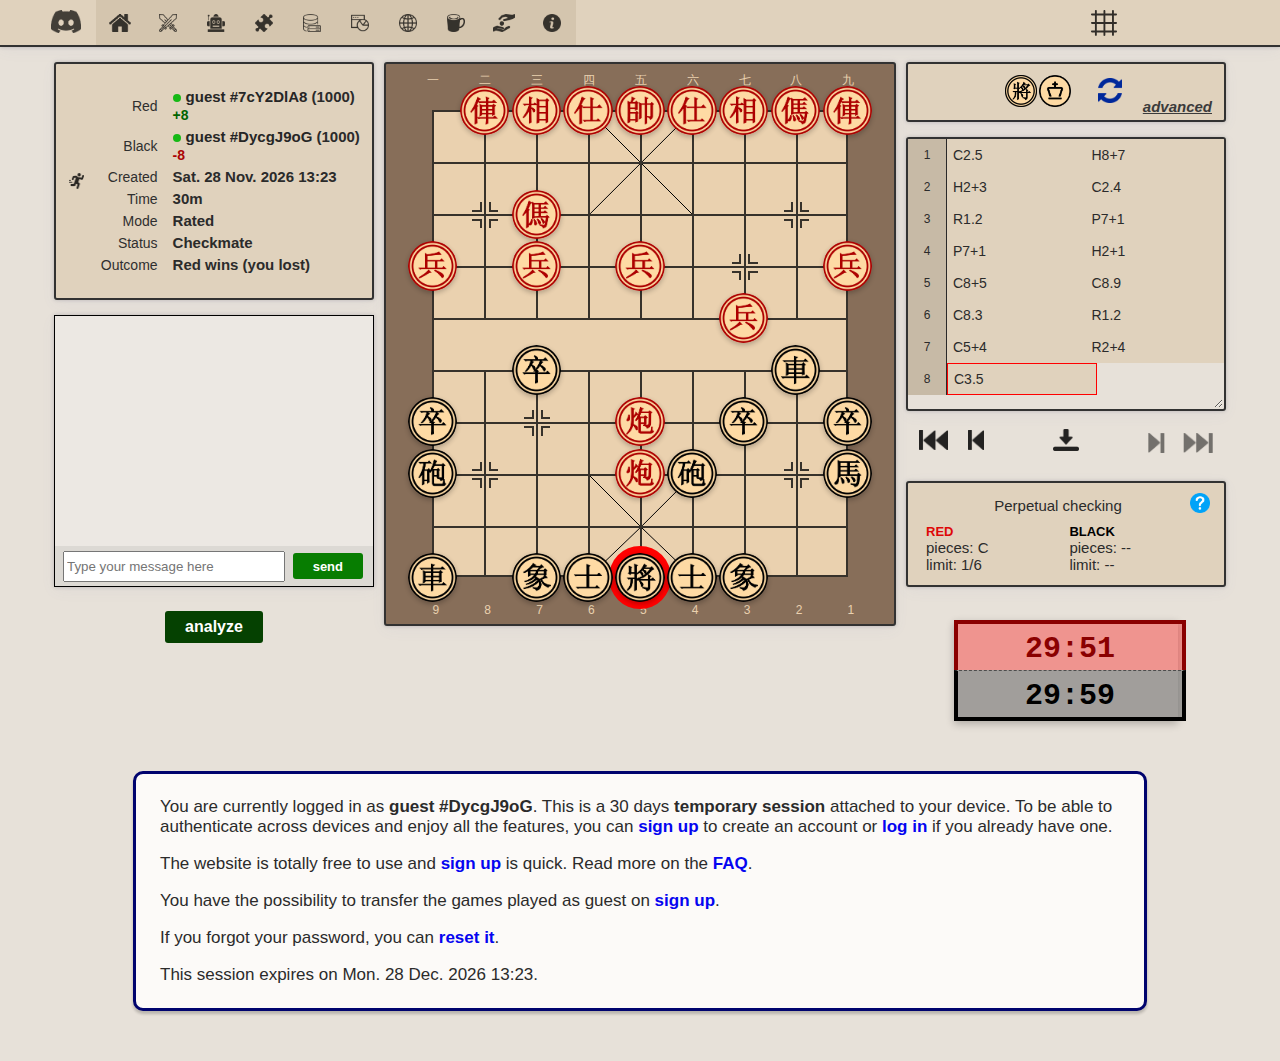 Red
guest #7cY2DlA8 (1000)
+8
Black
guest #DycgJ9oG (1000)
-8
Created Sat. 28 Nov. 2026 13:23
Time 30m
Mode Rated
Status Checkmate
Outcome Red wins (you lost)
Type your message here
send
analyze
一 二 三 四 五 六 七 八 九
俥 相 仕 帥 仕 相 傌 俥
傌
兵 兵 兵 兵
兵
卒 車
卒 炮 卒 卒
砲 炮 砲 馬
車 象 士 將 士 象
9 8 7 6 5 4 3 2 1
將
advanced
1 C2.5 H8+7
2 H2+3 C2.4
3 R1.2 P7+1
4 P7+1 H2+1
5 C8+5 C8.9
6 C8.3 R1.2
7 C5+4 R2+4
8 C3.5
Perpetual checking
?
RED BLACK
pieces: C pieces: --
limit: 1/6 limit: --
29:51
29:59
You are currently logged in as guest #DycgJ9oG. This is a 30 days temporary session attached to your device. To be able to
authenticate across devices and enjoy all the features, you can sign up to create an account or log in if you already have one.
The website is totally free to use and sign up is quick. Read more on the FAQ.
You have the possibility to transfer the games played as guest on sign up.
If you forgot your password, you can reset it.
This session expires on Mon. 28 Dec. 2026 13:23.